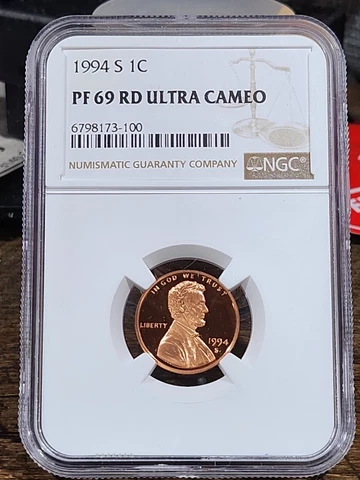 1994 S 1C
PF 69 RD ULTRA CAMEO
6798173-100
NUMISMATIC GUARANTY COMPANY
NGC
IN GOD WE TRUST
LIBERTY
1994
S